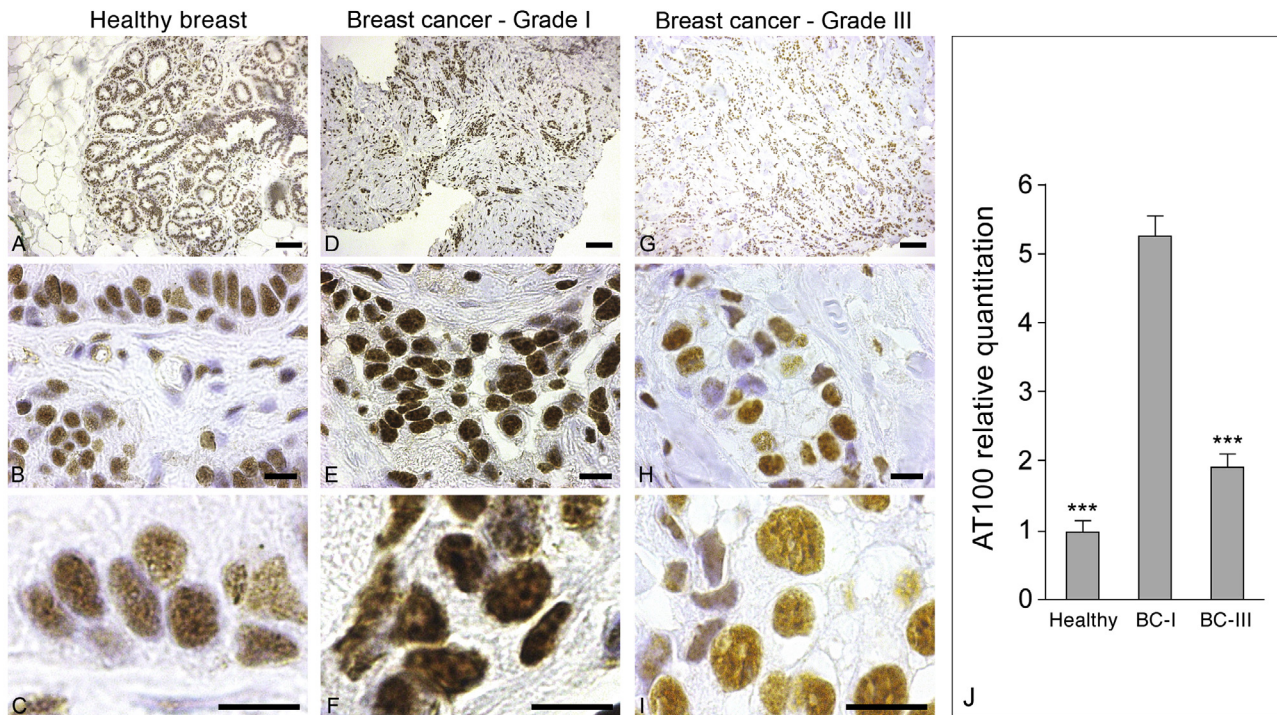 Healthy breast
Breast cancer - Grade I
Breast cancer - Grade III
A
D
G
B
E
H
C
F
I
AT100 relative quantitation
6
5
4
3
2
1
0
***
***
Healthy
BC-I
BC-III
J